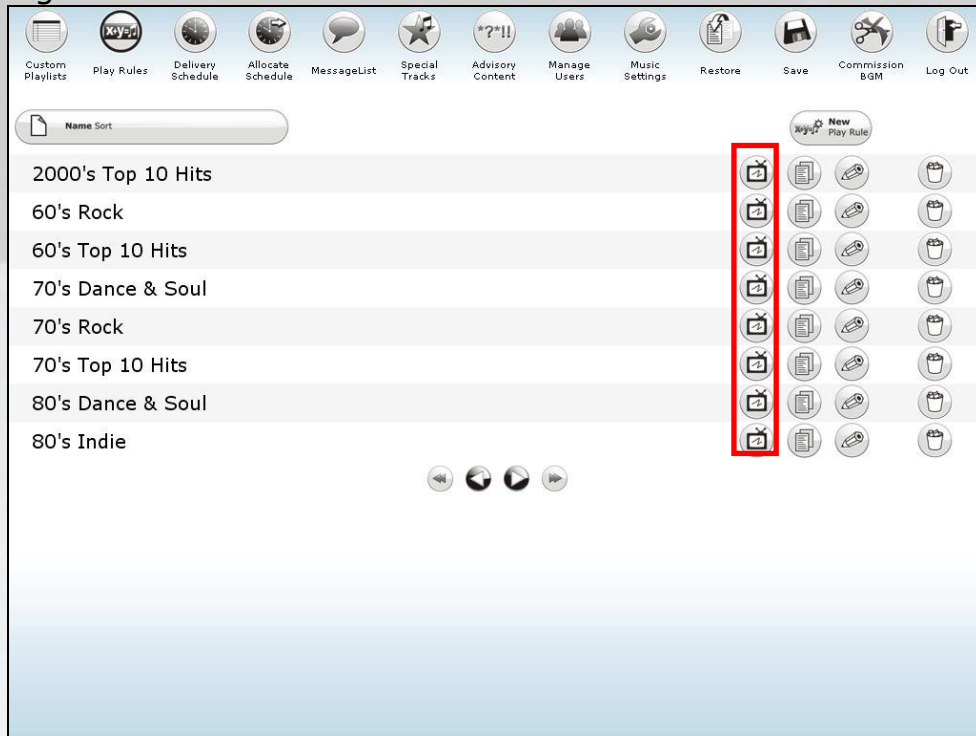 Custom Playlists
Play Rules
Delivery Schedule
Allocate Schedule
MessageList
Special Tracks
*?*!!
Advisory Content
Manage Users
Music Settings
Restore
Save
Commission BGM
Log Out
X+Y=♫
Name Sort
X+Y=♫
New Play Rule
2000's Top 10 Hits
60's Rock
60's Top 10 Hits
70's Dance & Soul
70's Rock
70's Top 10 Hits
80's Dance & Soul
80's Indie